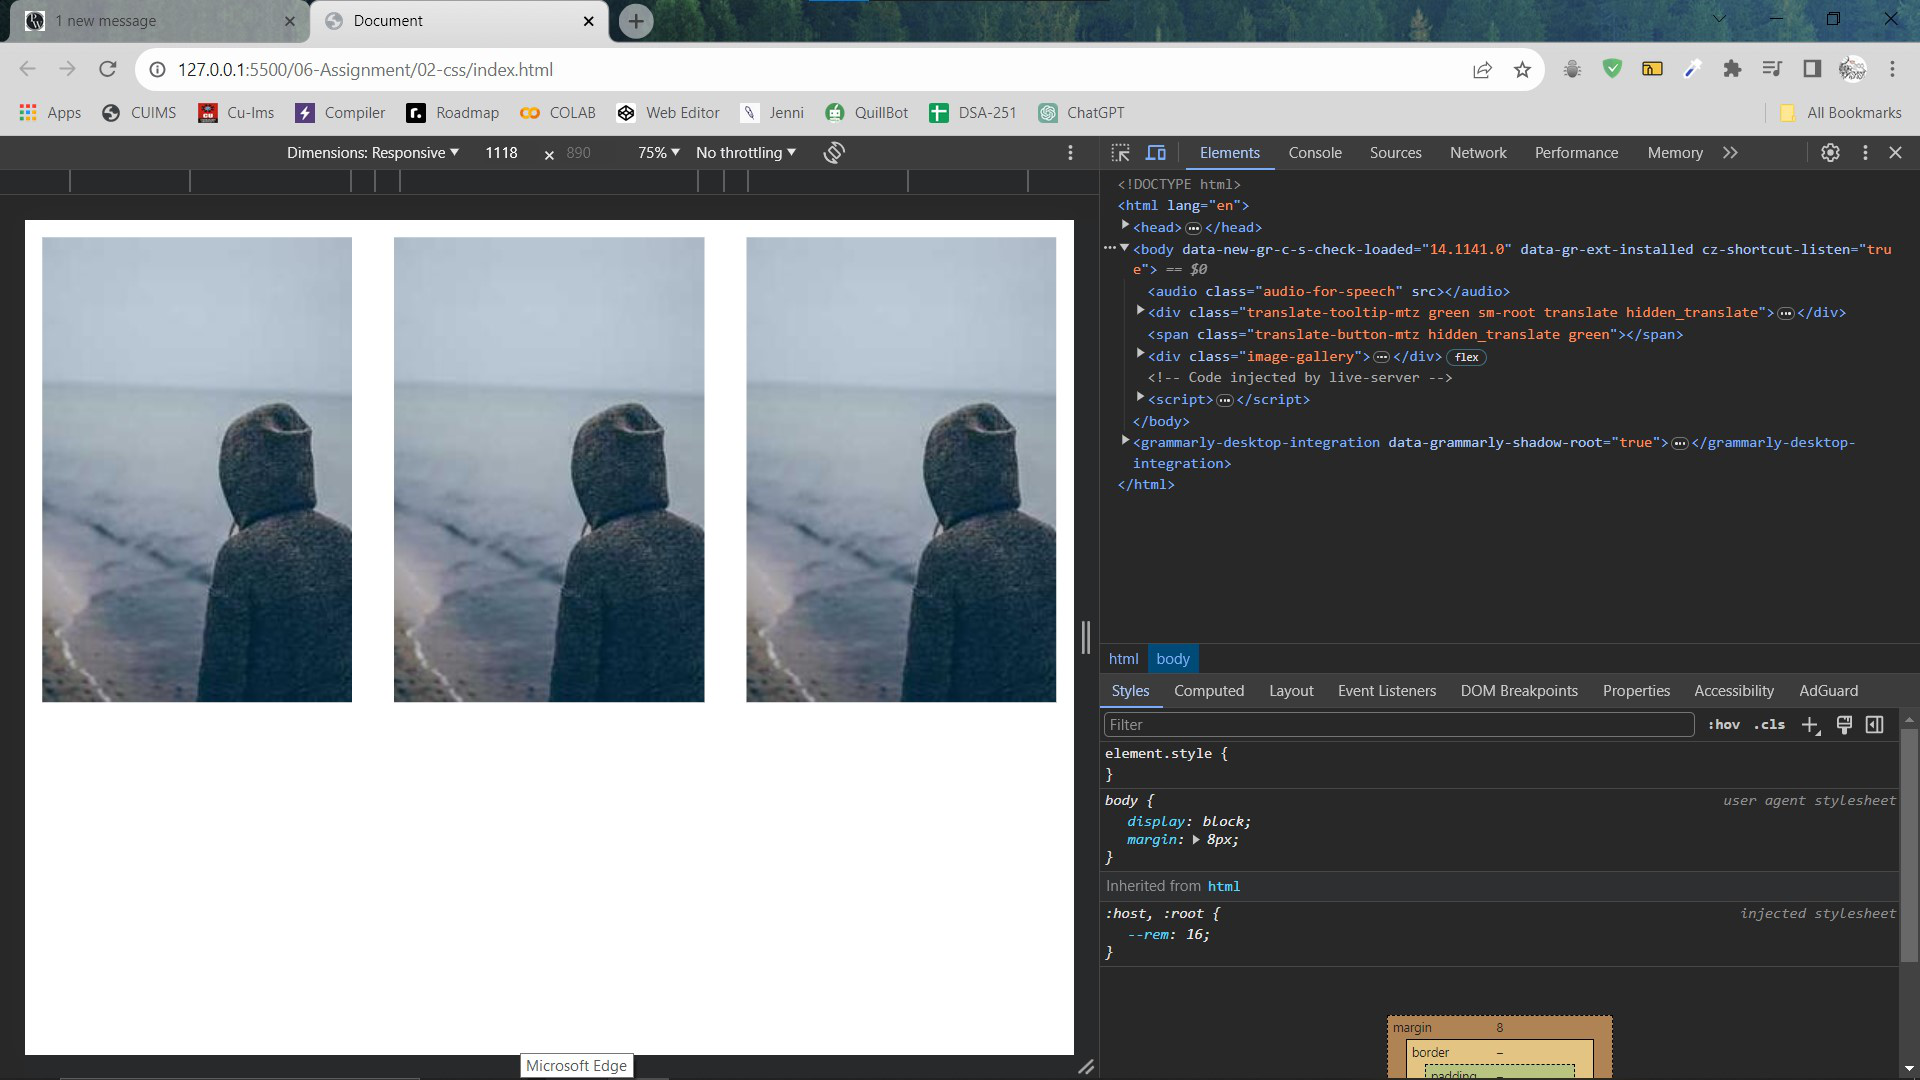 1 new message
Document
127.0.0.1:5500/06-Assignment/02-css/index.html
Apps CUIMS Cu-lms Compiler Roadmap COLAB Web Editor Jenni QuillBot DSA-251 ChatGPT All Bookmarks
Dimensions: Responsive 1118 × 890 75% No throttling
Elements Console Sources Network Performance Memory
<!DOCTYPE html>
<html lang="en">
<head>…</head>
<body data-new-gr-c-s-check-loaded="14.1141.0" data-gr-ext-installed cz-shortcut-listen="tru
e"> == $0
<audio class="audio-for-speech" src></audio>
<div class="translate-tooltip-mtz green sm-root translate hidden_translate">…</div>
<span class="translate-button-mtz hidden_translate green"></span>
<div class="image-gallery">…</div> flex
<!-- Code injected by live-server -->
<script>…</script>
</body>
<grammarly-desktop-integration data-grammarly-shadow-root="true">…</grammarly-desktop-
integration>
</html>
html body
Styles Computed Layout Event Listeners DOM Breakpoints Properties Accessibility AdGuard
Filter :hov .cls
element.style {
}
body { user agent stylesheet
display: block;
margin: 8px;
}
Inherited from html
:host, :root { injected stylesheet
--rem: 16;
}
margin 8
border –
padding –
Microsoft Edge